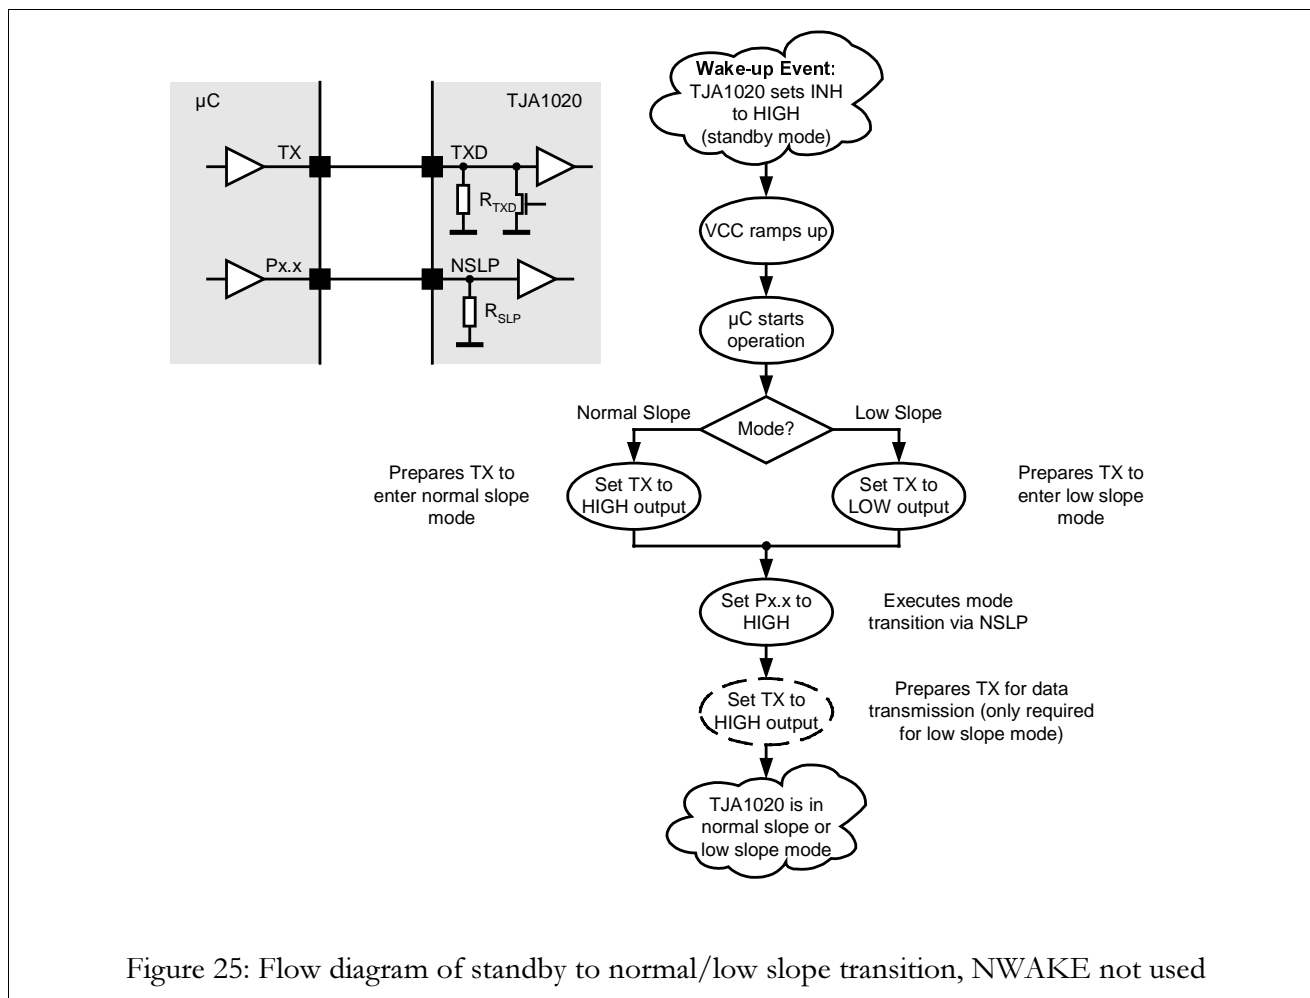 µC
TJA1020
TX
TXD
R_TXD
Px.x
NSLP
R_SLP
Wake-up Event:
TJA1020 sets INH
to HIGH
(standby mode)
VCC ramps up
µC starts
operation
Normal Slope
Mode?
Low Slope
Prepares TX to
enter normal slope
mode
Set TX to
HIGH output
Set TX to
LOW output
Prepares TX to
enter low slope
mode
Set Px.x to
HIGH
Executes mode
transition via NSLP
Set TX to
HIGH output
Prepares TX for data
transmission (only required
for low slope mode)
TJA1020 is in
normal slope or
low slope mode
Figure 25: Flow diagram of standby to normal/low slope transition, NWAKE not used